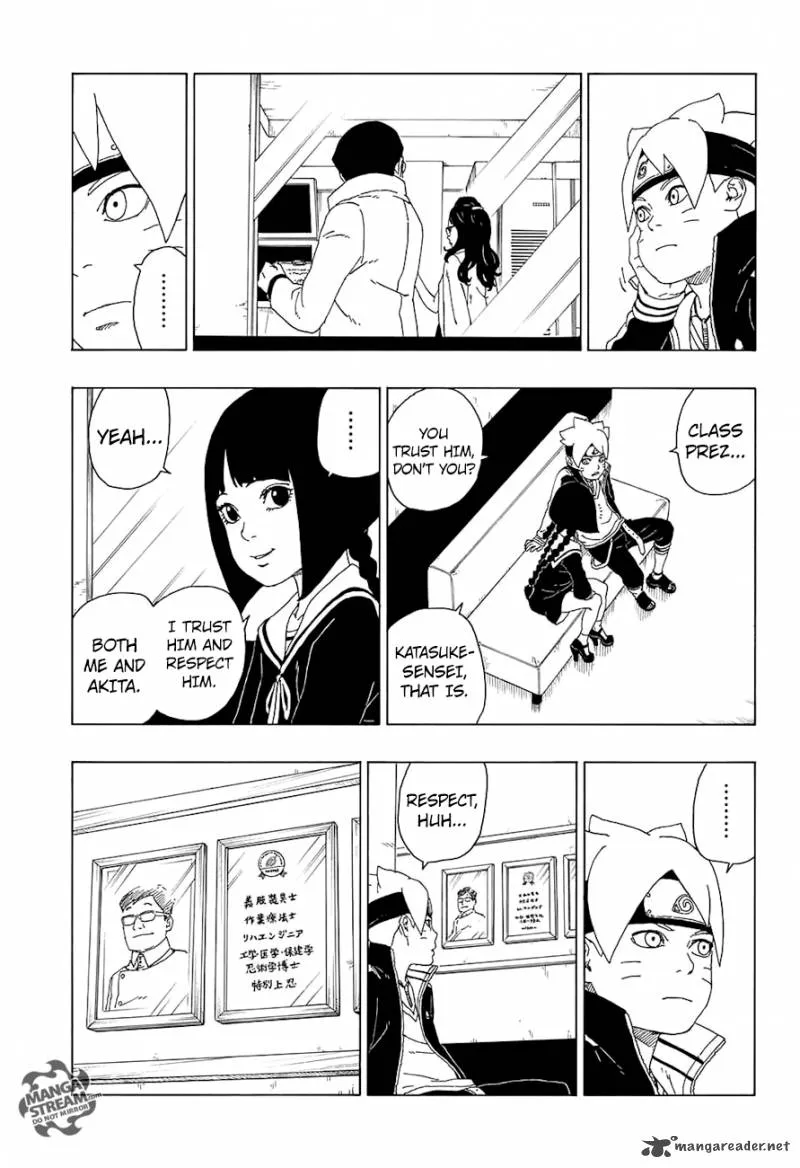 .........
CLASS
PREZ...
YOU
TRUST HIM,
DON'T YOU?
KATASUKE-
SENSEI,
THAT IS.
......
YEAH...
I TRUST
HIM AND
RESPECT
HIM.
BOTH
ME AND
AKITA.
.........
RESPECT,
HUH...
義肢装具士
作業療法士
リハエンジニア
工学・医学・保健学
忍術学博士
特別上忍
MANGA
STREAM.com
DO NOT MIRROR
mangareader.net